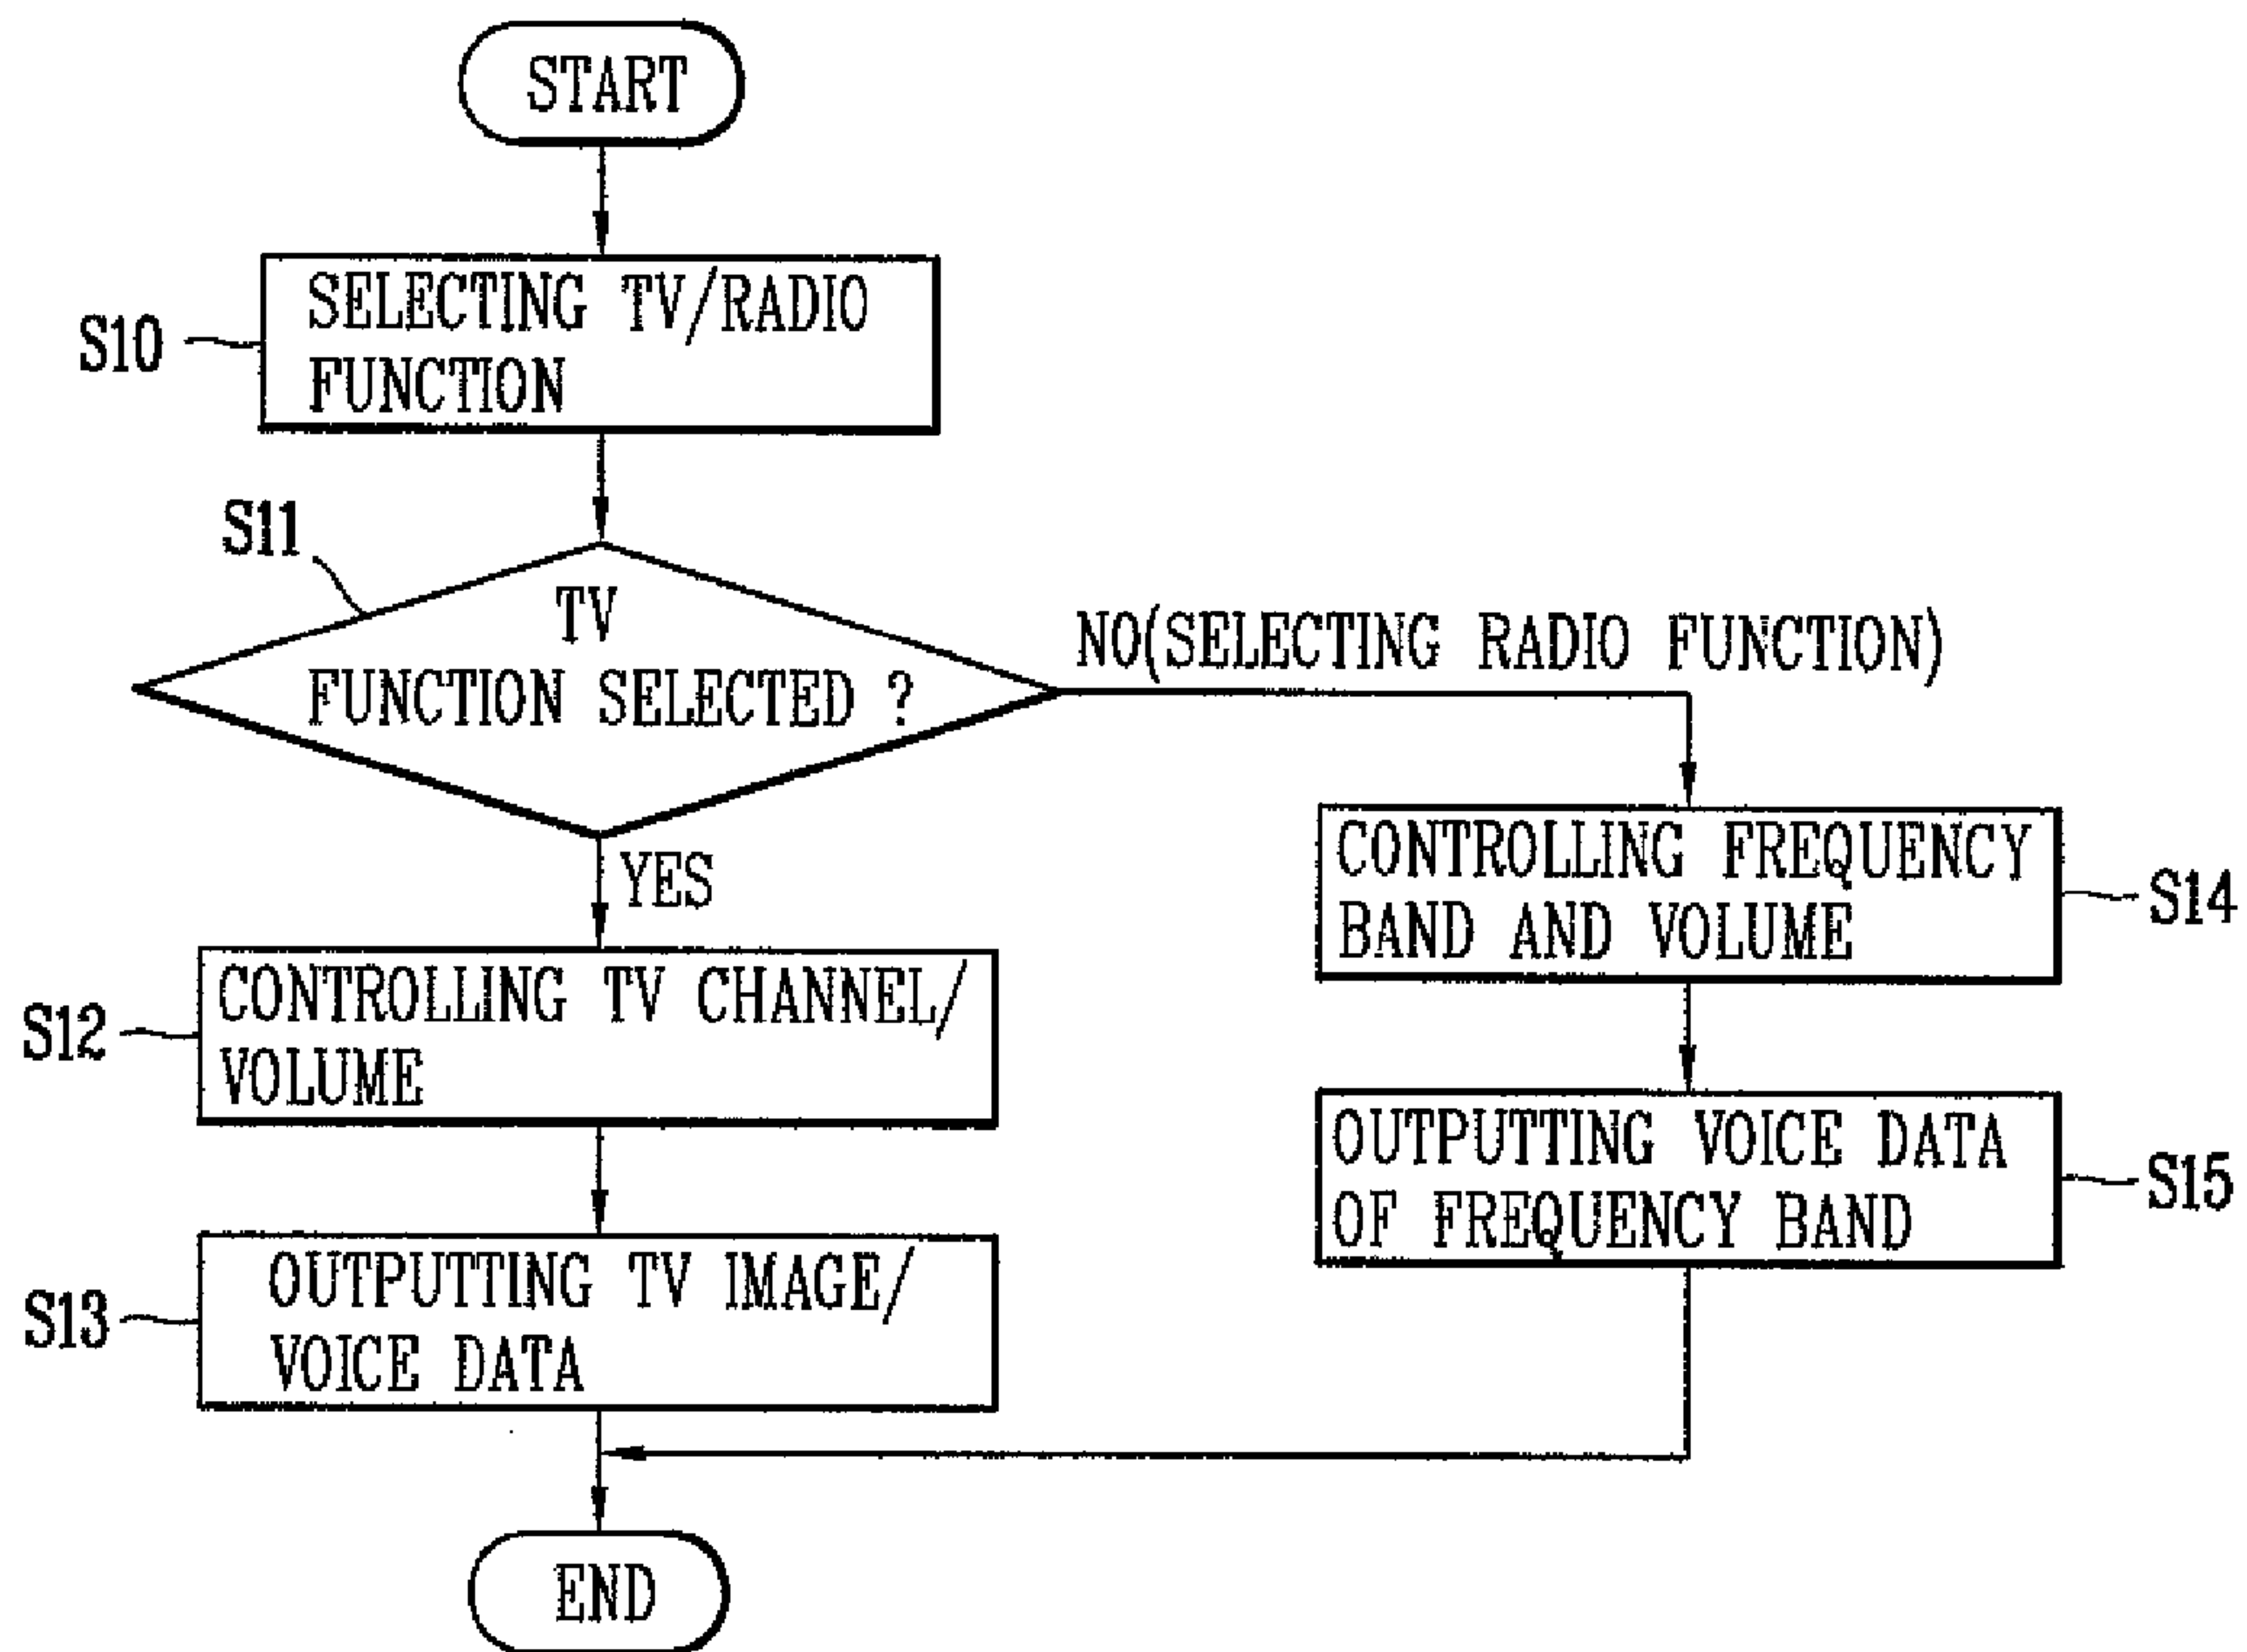 START
S10
SELECTING TV/RADIO
FUNCTION
S11
TV
FUNCTION SELECTED ?
NO(SELECTING RADIO FUNCTION)
YES
S12
CONTROLLING TV CHANNEL/
VOLUME
CONTROLLING FREQUENCY
BAND AND VOLUME
S14
S13
OUTPUTTING TV IMAGE/
VOICE DATA
OUTPUTTING VOICE DATA
OF FREQUENCY BAND
S15
END